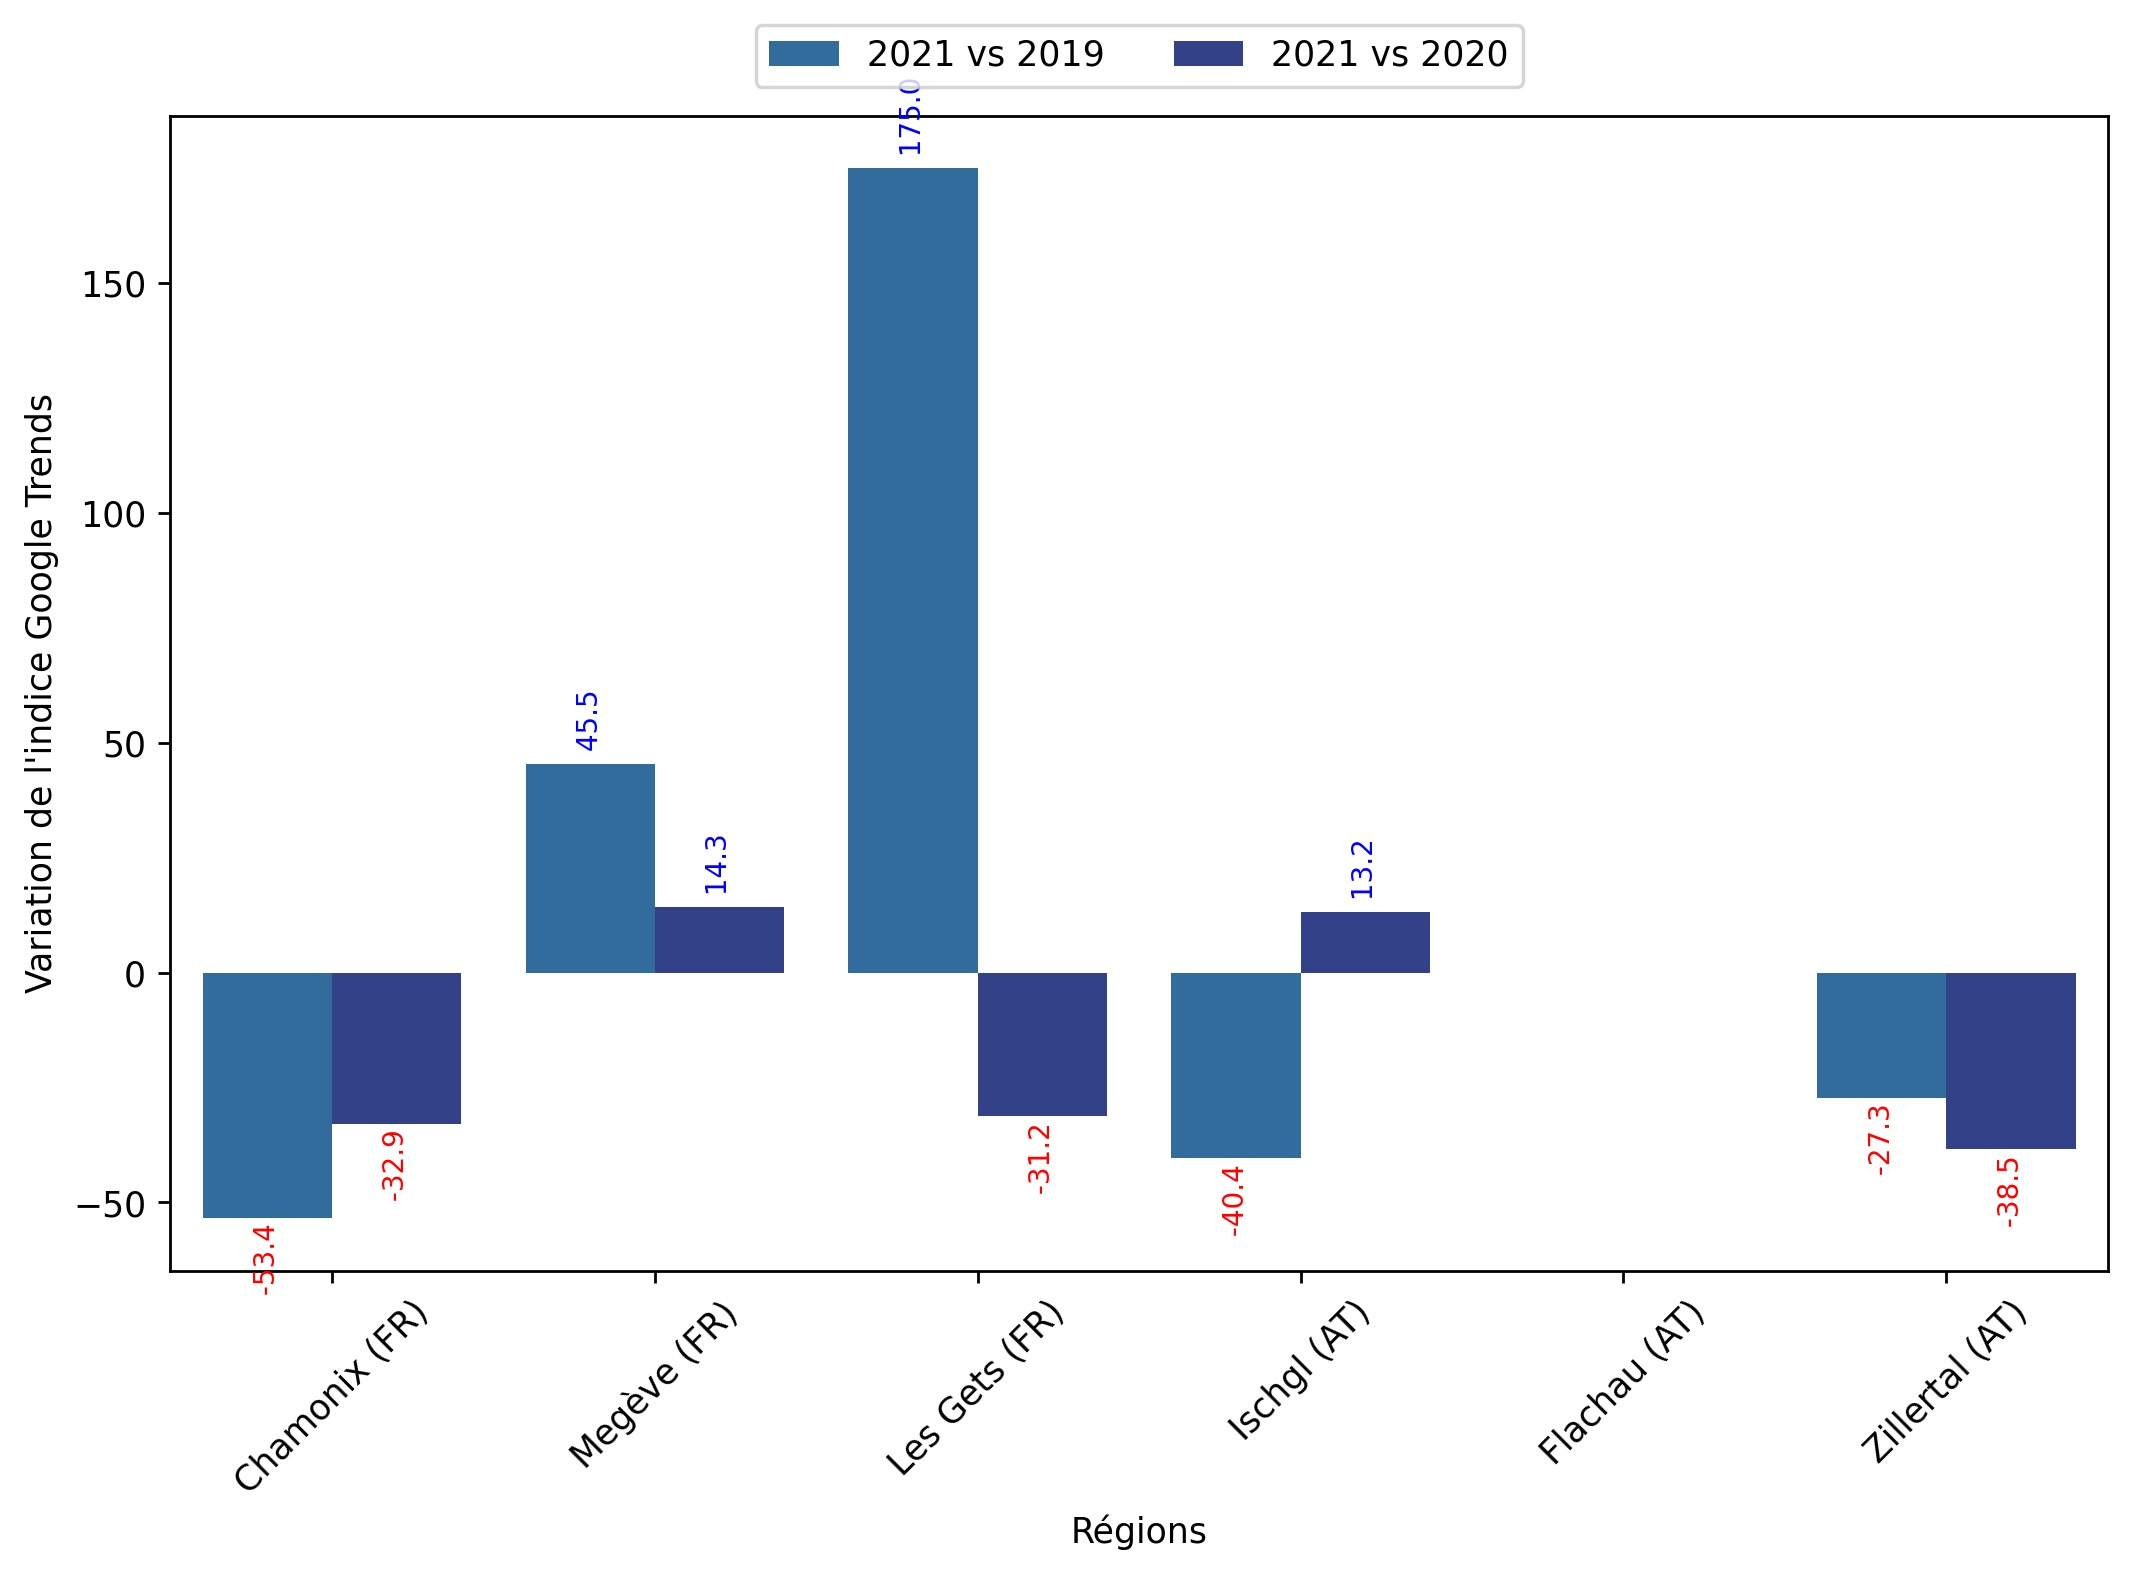 2021 vs 2019
2021 vs 2020
Variation de l'indice Google Trends
150
100
50
0
−50
-53.4
-32.9
45.5
14.3
175.0
-31.2
-40.4
13.2
-27.3
-38.5
Chamonix (FR)
Megève (FR)
Les Gets (FR)
Ischgl (AT)
Flachau (AT)
Zillertal (AT)
Régions